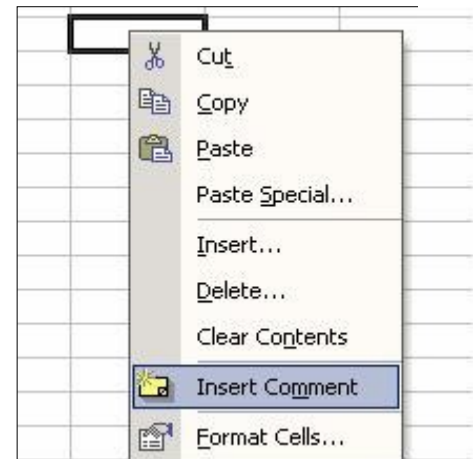 Cut
Copy
Paste
Paste Special...
Insert...
Delete...
Clear Contents
Insert Comment
Format Cells...